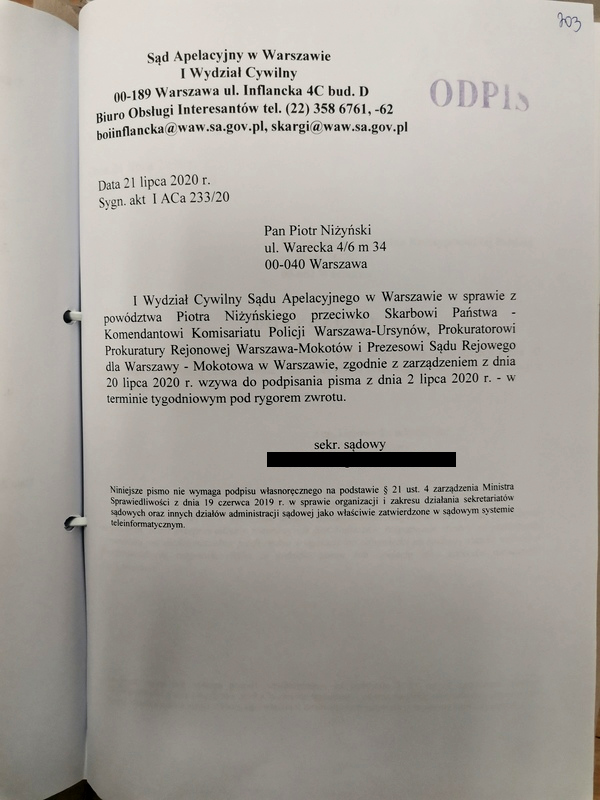 203
Sąd Apelacyjny w Warszawie
I Wydział Cywilny
00-189 Warszawa ul. Inflancka 4C bud. D
Biuro Obsługi Interesantów tel. (22) 358 6761, -62
boiinflancka@waw.sa.gov.pl, skargi@waw.sa.gov.pl
ODPIS
Data 21 lipca 2020 r.
Sygn. akt I ACa 233/20
Pan Piotr Niżyński
ul. Warecka 4/6 m 34
00-040 Warszawa
I Wydział Cywilny Sądu Apelacyjnego w Warszawie w sprawie z
powództwa Piotra Niżyńskiego przeciwko Skarbowi Państwa -
Komendantowi Komisariatu Policji Warszawa-Ursynów, Prokuratorowi
Prokuratury Rejonowej Warszawa-Mokotów i Prezesowi Sądu Rejowego
dla Warszawy - Mokotowa w Warszawie, zgodnie z zarządzeniem z dnia
20 lipca 2020 r. wzywa do podpisania pisma z dnia 2 lipca 2020 r. - w
terminie tygodniowym pod rygorem zwrotu.
sekr. sądowy
Niniejsze pismo nie wymaga podpisu własnoręcznego na podstawie § 21 ust. 4 zarządzenia Ministra
Sprawiedliwości z dnia 19 czerwca 2019 r. w sprawie organizacji i zakresu działania sekretariatów
sądowych oraz innych działów administracji sądowej jako właściwie zatwierdzone w sądowym systemie
teleinformatycznym.